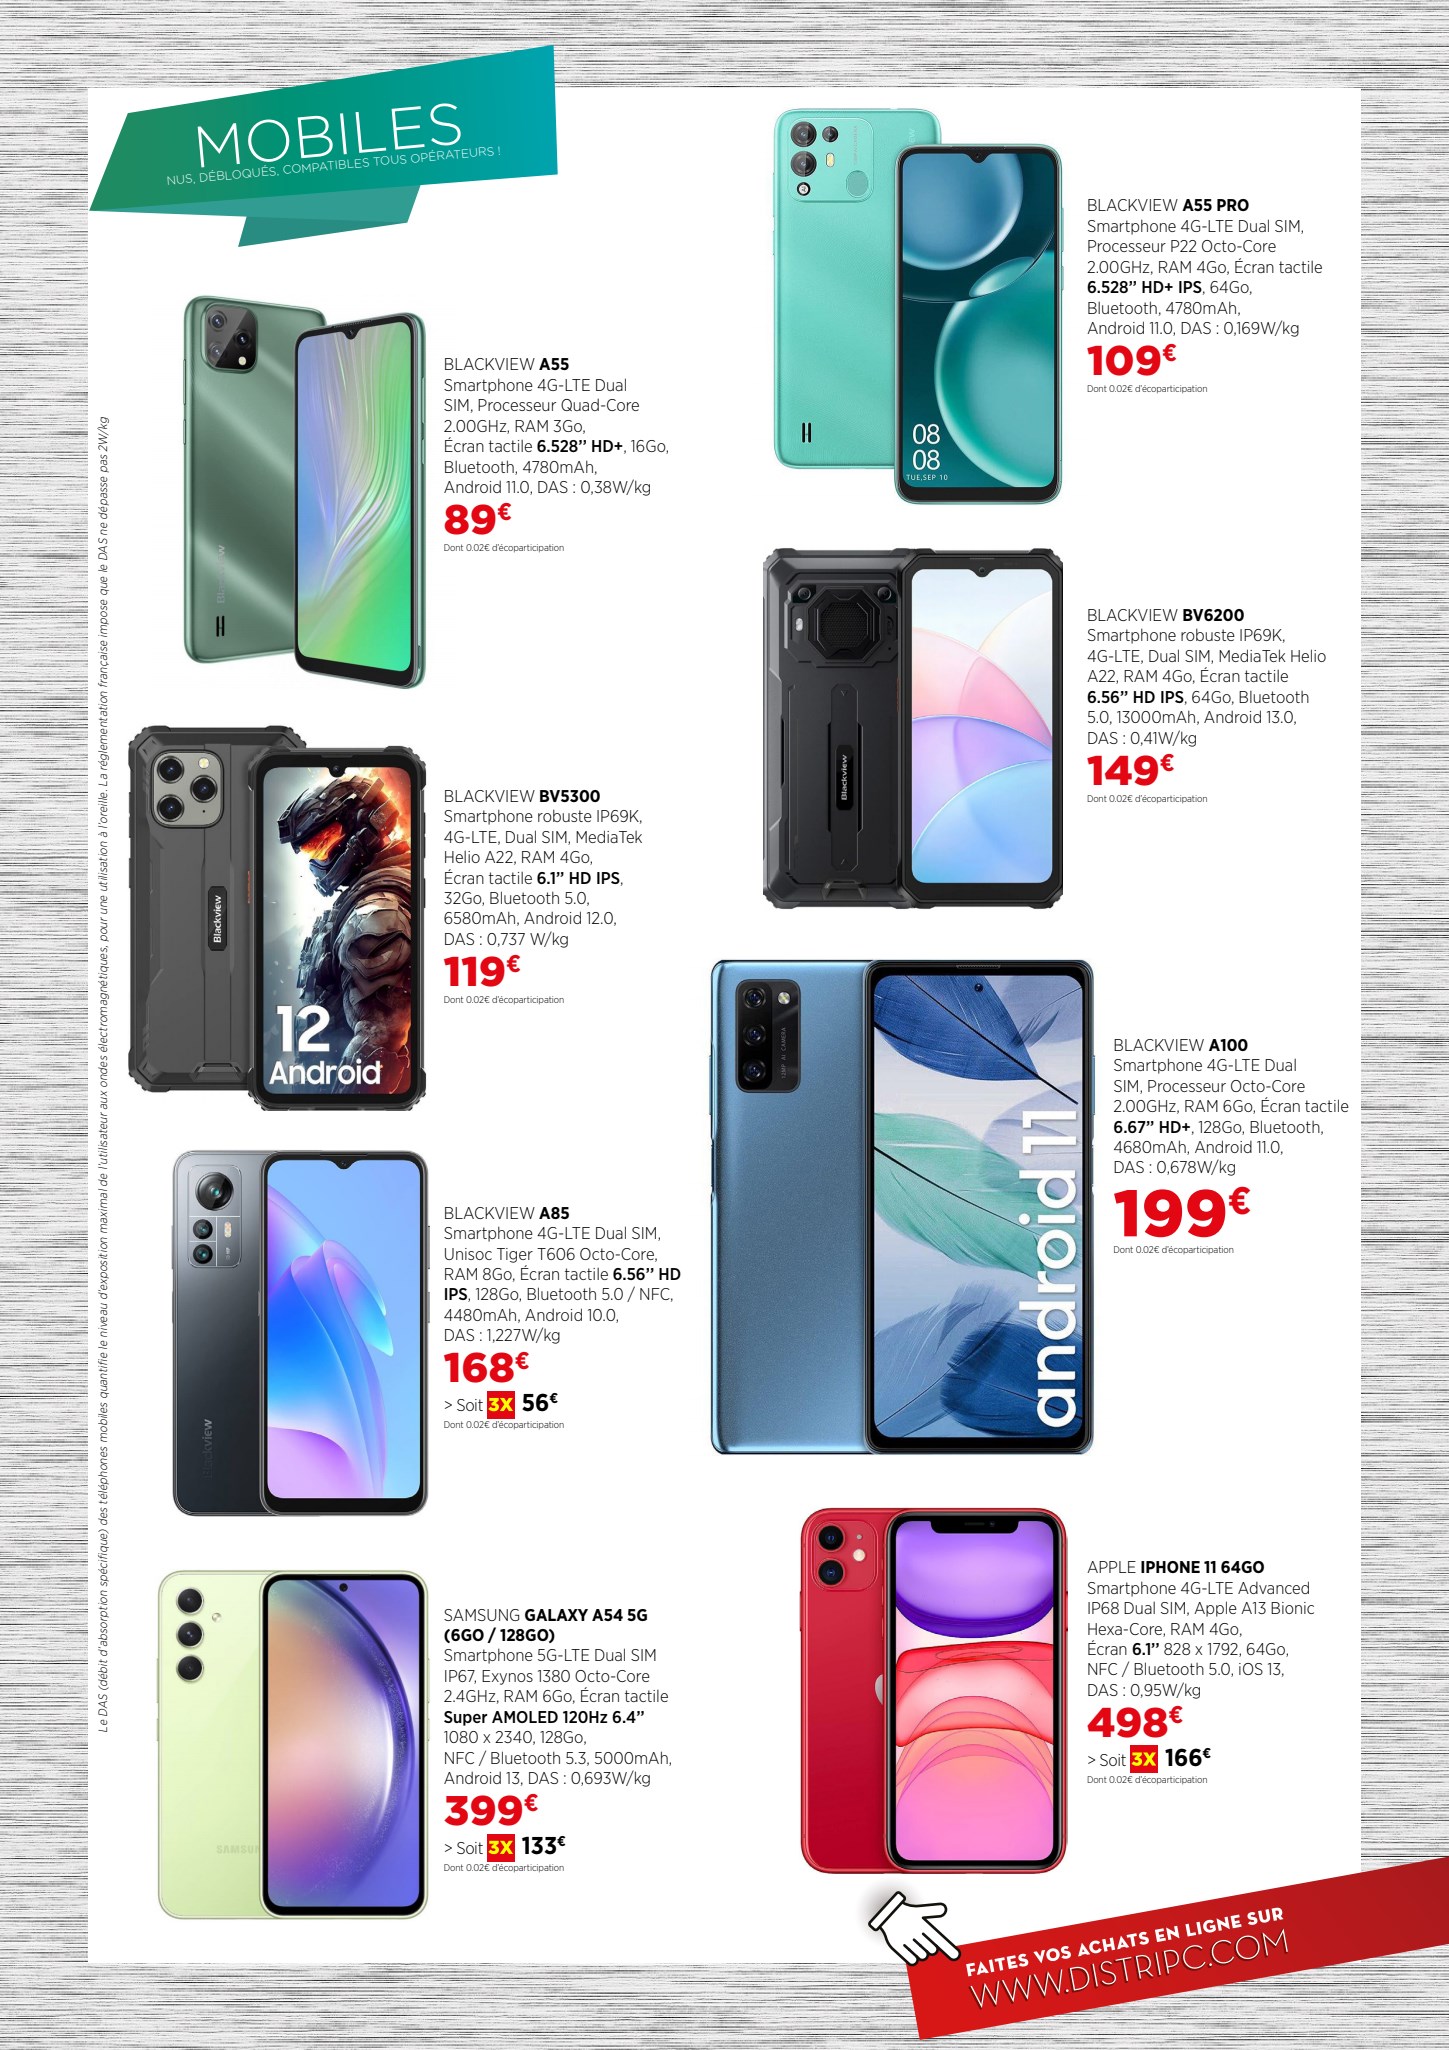 MOBILES
NUS, DÉBLOQUÉS, COMPATIBLES TOUS OPÉRATEURS !
BLACKVIEW A55 PRO
Smartphone 4G-LTE Dual SIM,
Processeur P22 Octo-Core
2.00GHz, RAM 4Go, Écran tactile
6.528’’ HD+ IPS, 64Go,
Bluetooth, 4780mAh,
Android 11.0, DAS : 0,169W/kg
109€
Dont 0.02€ d'écoparticipation
08
08
TUE,SEP 10
BLACKVIEW A55
Smartphone 4G-LTE Dual
SIM, Processeur Quad-Core
2.00GHz, RAM 3Go,
Écran tactile 6.528’’ HD+, 16Go,
Bluetooth, 4780mAh,
Android 11.0, DAS : 0,38W/kg
89€
Dont 0.02€ d'écoparticipation
BLACKVIEW BV6200
Smartphone robuste IP69K,
4G-LTE, Dual SIM, MediaTek Helio
A22, RAM 4Go, Écran tactile
6.56’’ HD IPS, 64Go, Bluetooth
5.0, 13000mAh, Android 13.0,
DAS : 0,41W/kg
149€
Dont 0.02€ d'écoparticipation
Blackview
BLACKVIEW BV5300
Smartphone robuste IP69K,
4G-LTE, Dual SIM, MediaTek
Helio A22, RAM 4Go,
Écran tactile 6.1’’ HD IPS,
32Go, Bluetooth 5.0,
6580mAh, Android 12.0,
DAS : 0,737 W/kg
119€
Dont 0.02€ d'écoparticipation
Blackview
12
Android
BLACKVIEW A100
Smartphone 4G-LTE Dual
SIM, Processeur Octo-Core
2.00GHz, RAM 6Go, Écran tactile
6.67’’ HD+, 128Go, Bluetooth,
4680mAh, Android 11.0,
DAS : 0,678W/kg
199€
Dont 0.02€ d'écoparticipation
12MP AI CAMERA
android 11
BLACKVIEW A85
Smartphone 4G-LTE Dual SIM,
Unisoc Tiger T606 Octo-Core,
RAM 8Go, Écran tactile 6.56’’ HD
IPS, 128Go, Bluetooth 5.0 / NFC,
4480mAh, Android 10.0,
DAS : 1,227W/kg
168€
> Soit 3X 56€
Dont 0.02€ d'écoparticipation
Blackview
APPLE IPHONE 11 64GO
Smartphone 4G-LTE Advanced
IP68 Dual SIM, Apple A13 Bionic
Hexa-Core, RAM 4Go,
Écran 6.1’’ 828 x 1792, 64Go,
NFC / Bluetooth 5.0, iOS 13,
DAS : 0,95W/kg
498€
> Soit 3X 166€
Dont 0.02€ d'écoparticipation
SAMSUNG GALAXY A54 5G
(6GO / 128GO)
Smartphone 5G-LTE Dual SIM
IP67, Exynos 1380 Octo-Core
2.4GHz, RAM 6Go, Écran tactile
Super AMOLED 120Hz 6.4’’
1080 x 2340, 128Go,
NFC / Bluetooth 5.3, 5000mAh,
Android 13, DAS : 0,693W/kg
399€
> Soit 3X 133€
Dont 0.02€ d'écoparticipation
SAMSUN
Le DAS (débit d'absorption spécifique) des téléphones mobiles quantifie le niveau d'exposition maximal de l'utilisateur aux ondes électromagnétiques, pour une utilisation à l'oreille. La réglementation française impose que le DAS ne dépasse pas 2W/kg
FAITES VOS ACHATS EN LIGNE SUR
WWW.DISTRIPC.COM